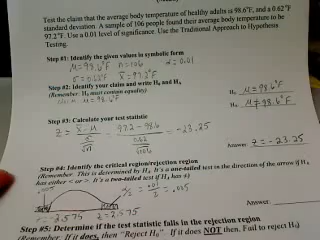 Test the claim that the average body temperature of healthy adults is 98.6°F, and a 0.62°F
standard deviation. A sample of 106 people found their average body temperature to be
97.2°F. Use a 0.01 level of significance. Use the Traditional Approach to Hypothesis
Testing.
Step #1: Identify the given values in symbolic form
μ = 98.6°F n = 106 α = 0.01
σ = 0.62°F x̄ = 97.2°F
Step #2: Identify your claim and write H₀ and H₁
(Remember: H₀ must contain equality)
Claim μ = 98.6°F
H₀ μ = 98.6°F
H₁ μ ≠ 98.6°F
Step #3: Calculate your test statistic
Z = x̄ - μ / σ/√n = 97.2 - 98.6 / 0.62/√106 = -23.25
Answer: Z = -23.25
Step #4: Identify the critical region/rejection region
(Remember: This is determined by H₁. It's a one-tailed test in the direction of the arrow if H₁
has either < or >. It's a two-tailed test if H₁ has ≠)
α/2 = .01/2 = .005
Z = -2.575 Z = 2.575
Answer:
Step #5: Determine if the test statistic falls in the rejection region
(Remember: If it does, then "Reject H₀". If it does NOT, then Fail to reject H₀)